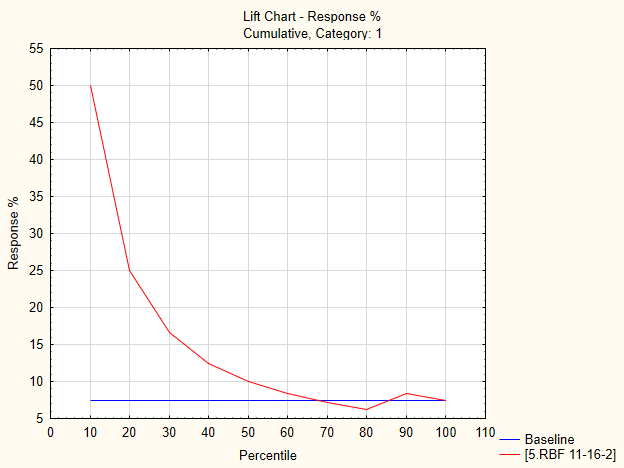 Lift Chart - Response %
Cumulative, Category: 1
55
50
45
40
35
30
25
20
15
10
5
Response %
0 10 20 30 40 50 60 70 80 90 100 110
Percentile
Baseline
[5.RBF 11-16-2]